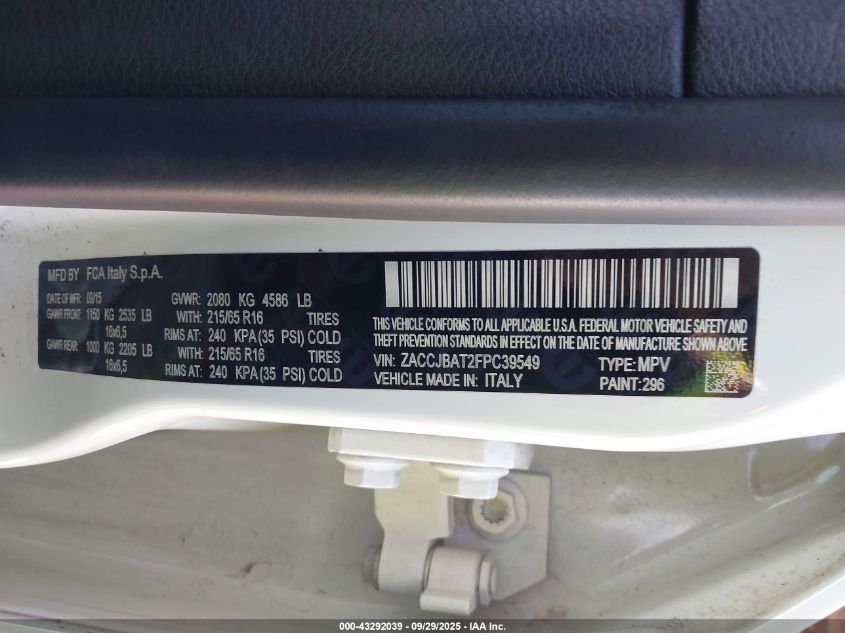 MFD BY FCA Italy S.p.A.
DATE OF MFR: 09/15 GVWR: 2080 KG 4586 LB
GAWR FRONT: 1150 KG 2535 LB WITH: 215/65 R16 TIRES
16x6,5 RIMS AT: 240 KPA (35 PSI) COLD
GAWR REAR: 1000 KG 2205 LB WITH: 215/65 R16 TIRES
16x6,5 RIMS AT: 240 KPA (35 PSI) COLD
THIS VEHICLE CONFORMS TO ALL APPLICABLE U.S.A. FEDERAL MOTOR VEHICLE SAFETY AND
THEFT PREVENTION STANDARDS IN EFFECT ON THE DATE OF MANUFACTURE SHOWN ABOVE.
VIN: ZACCJBAT2FPC39549 TYPE: MPV
VEHICLE MADE IN: ITALY PAINT: 296
000-43292039 - 09/29/2025 - IAA Inc.